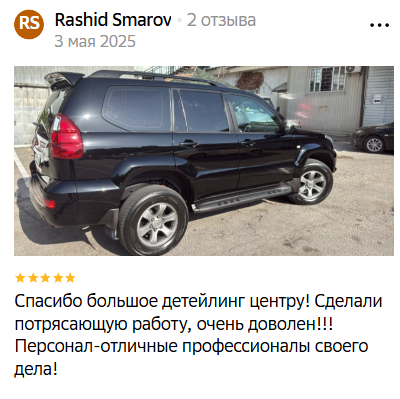 RS
Rashid Smarov · 2 отзыва
3 мая 2025
Спасибо большое детейлинг центру! Сделали
потрясающую работу, очень доволен!!!
Персонал-отличные профессионалы своего
дела!